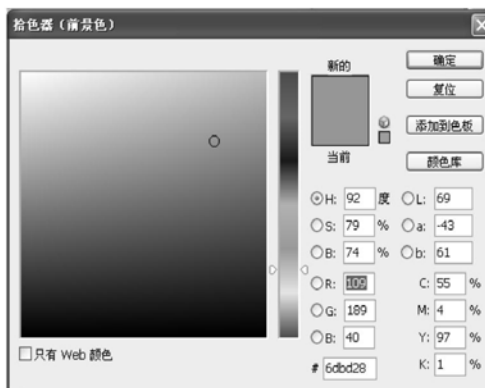 拾色器（前景色）
新的
当前
确定
复位
添加到色板
颜色库
H: 92 度
S: 79 %
B: 74 %
R: 109
G: 189
B: 40
# 6dbd28
L: 69
a: -43
b: 61
C: 55 %
M: 4 %
Y: 97 %
K: 1 %
只有 Web 颜色